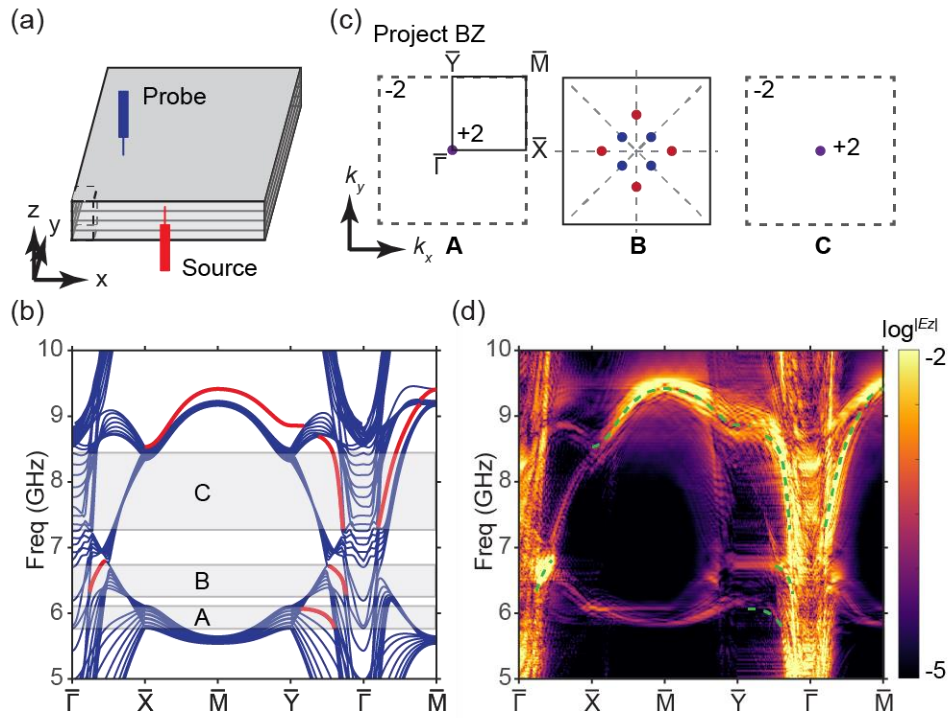 (a)
Probe
Source
z
y
x
(c)
Project BZ
Y̅
M̅
-2
+2
Γ̅
X̅
k_y
k_x
A
B
-2
+2
C
(b)
10
9
8
7
6
5
Freq (GHz)
C
B
A
Γ̅
X̅
M̅
Y̅
Γ̅
M̅
(d)
log|Ez|
10
9
8
7
6
5
Freq (GHz)
-2
-5
Γ̅
X̅
M̅
Y̅
Γ̅
M̅